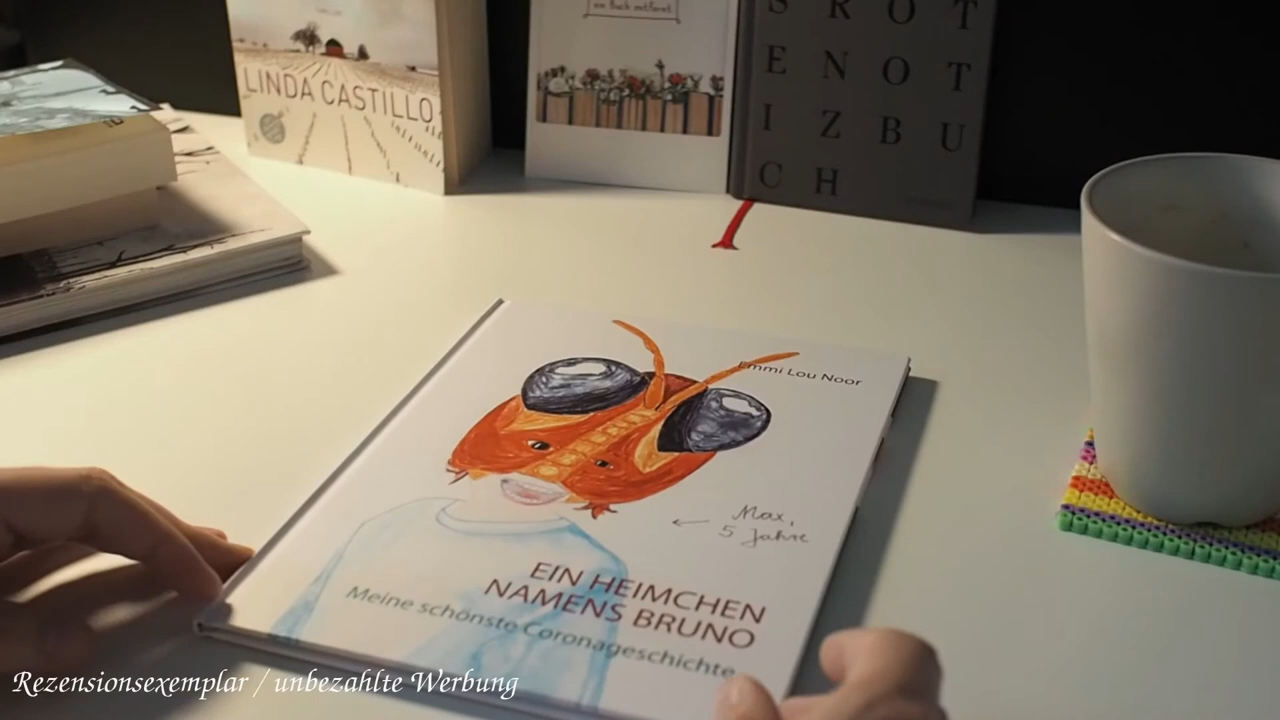 ein Buch entfernt
LINDA CASTILLO
S R O T
E N O T
I Z B U
C H
Emmi Lou Noor
Max,
5 Jahre
EIN HEIMCHEN
NAMENS BRUNO
Meine schönste Coronageschichte
Rezensionsexemplar / unbezahlte Werbung